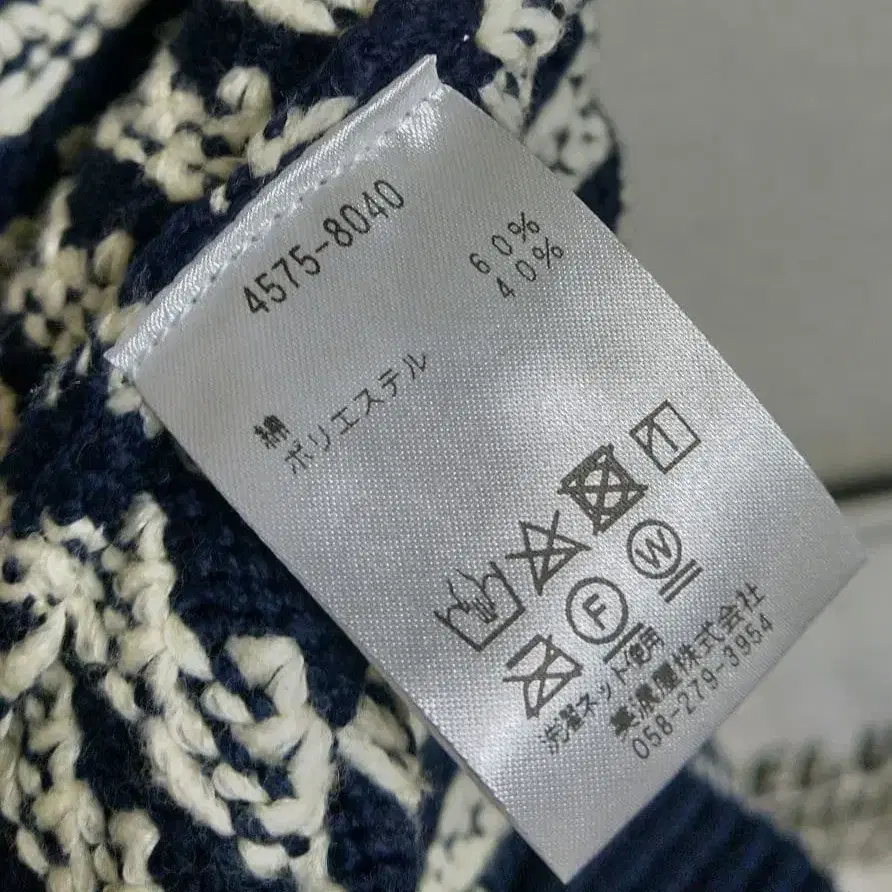 4575-8040
綿 60%
ポリエステル 40%
F W
洗濯ネット使用
美濃屋株式会社
058-279-3954